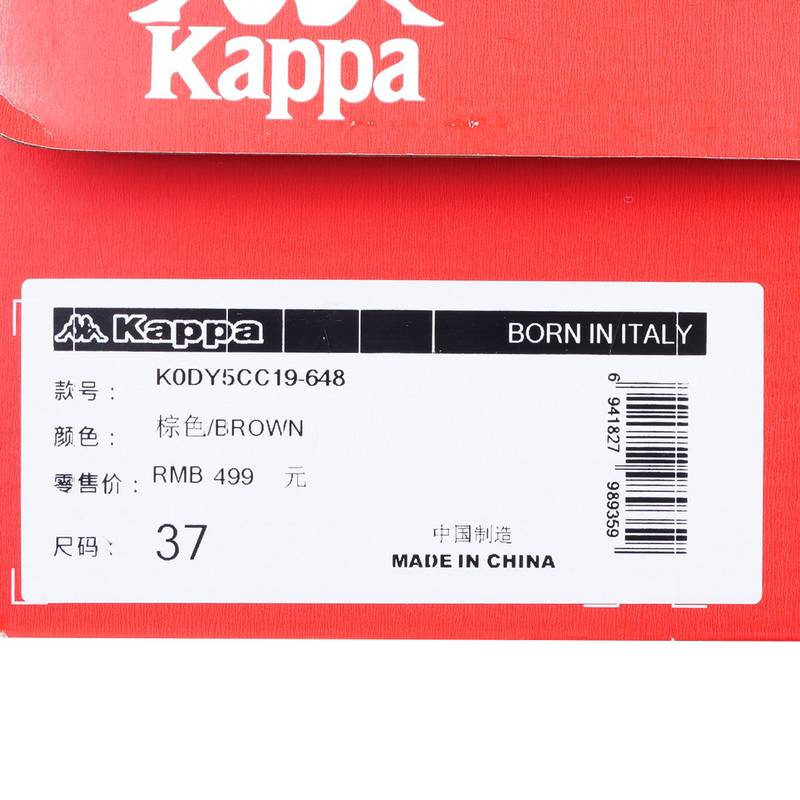 Kappa
Kappa BORN IN ITALY
款号： K0DY5CC19-648
颜色： 棕色/BROWN
零售价： RMB 499 元
尺码： 37
中国制造
MADE IN CHINA
6 941827 989359